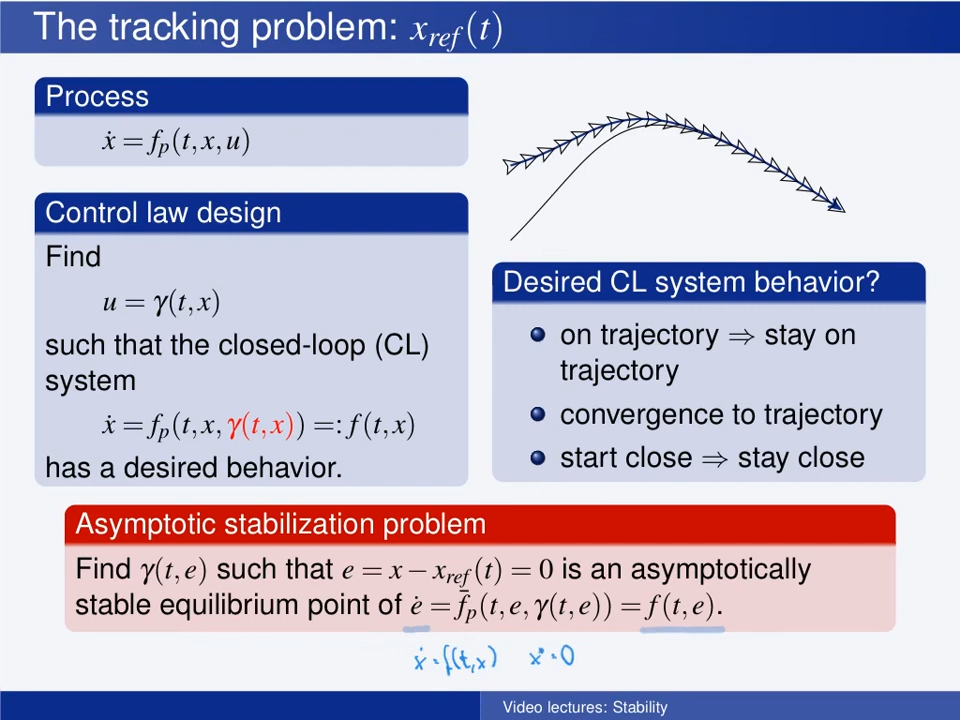 The tracking problem: x_ref(t)
Process
ẋ = f_p(t, x, u)
Control law design
Find
u = γ(t, x)
such that the closed-loop (CL)
system
ẋ = f_p(t, x, γ(t, x)) =: f(t, x)
has a desired behavior.
Desired CL system behavior?
on trajectory ⇒ stay on
trajectory
convergence to trajectory
start close ⇒ stay close
Asymptotic stabilization problem
Find γ(t, e) such that e = x − x_ref(t) = 0 is an asymptotically
stable equilibrium point of ė = f̄_p(t, e, γ(t, e)) = f(t, e).
ẋ = f(t, x) x* = 0
Video lectures: Stability